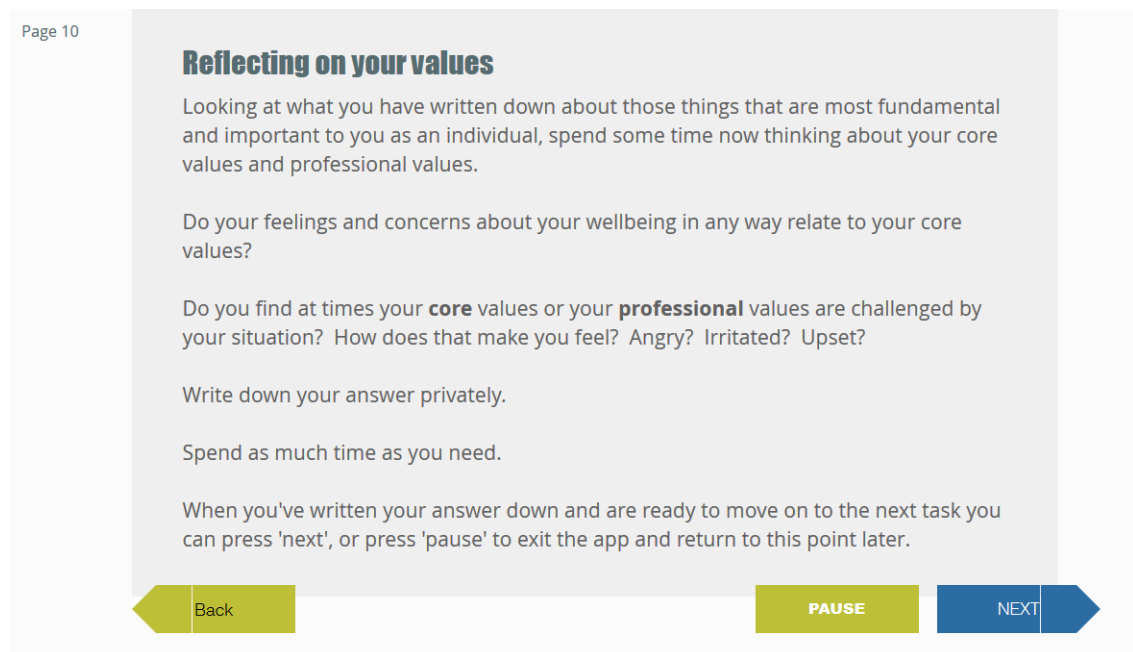 Page 10
Reflecting on your values
Looking at what you have written down about those things that are most fundamental
and important to you as an individual, spend some time now thinking about your core
values and professional values.
Do your feelings and concerns about your wellbeing in any way relate to your core
values?
Do you find at times your core values or your professional values are challenged by
your situation?  How does that make you feel?  Angry?  Irritated?  Upset?
Write down your answer privately.
Spend as much time as you need.
When you've written your answer down and are ready to move on to the next task you
can press 'next', or press 'pause' to exit the app and return to this point later.
Back
PAUSE
NEXT